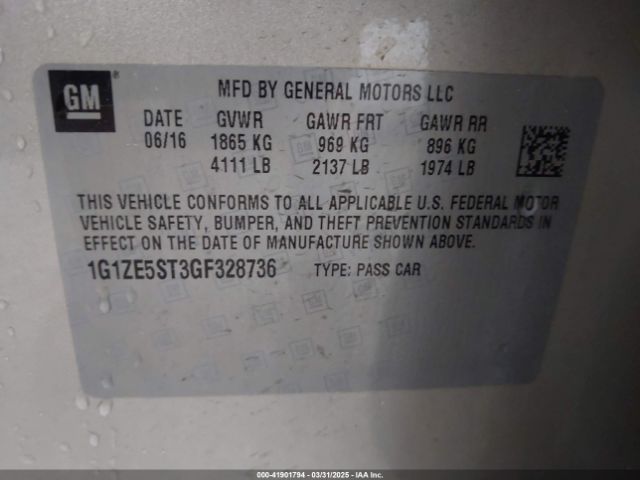 GM ®
MFD BY GENERAL MOTORS LLC
DATE GVWR GAWR FRT GAWR RR
06/16 1865 KG 969 KG 896 KG
4111 LB 2137 LB 1974 LB
THIS VEHICLE CONFORMS TO ALL APPLICABLE U.S. FEDERAL MOTOR
VEHICLE SAFETY, BUMPER, AND THEFT PREVENTION STANDARDS IN
EFFECT ON THE DATE OF MANUFACTURE SHOWN ABOVE.
1G1ZE5ST3GF328736 TYPE: PASS CAR
000-41901794 - 03/31/2025 - IAA Inc.